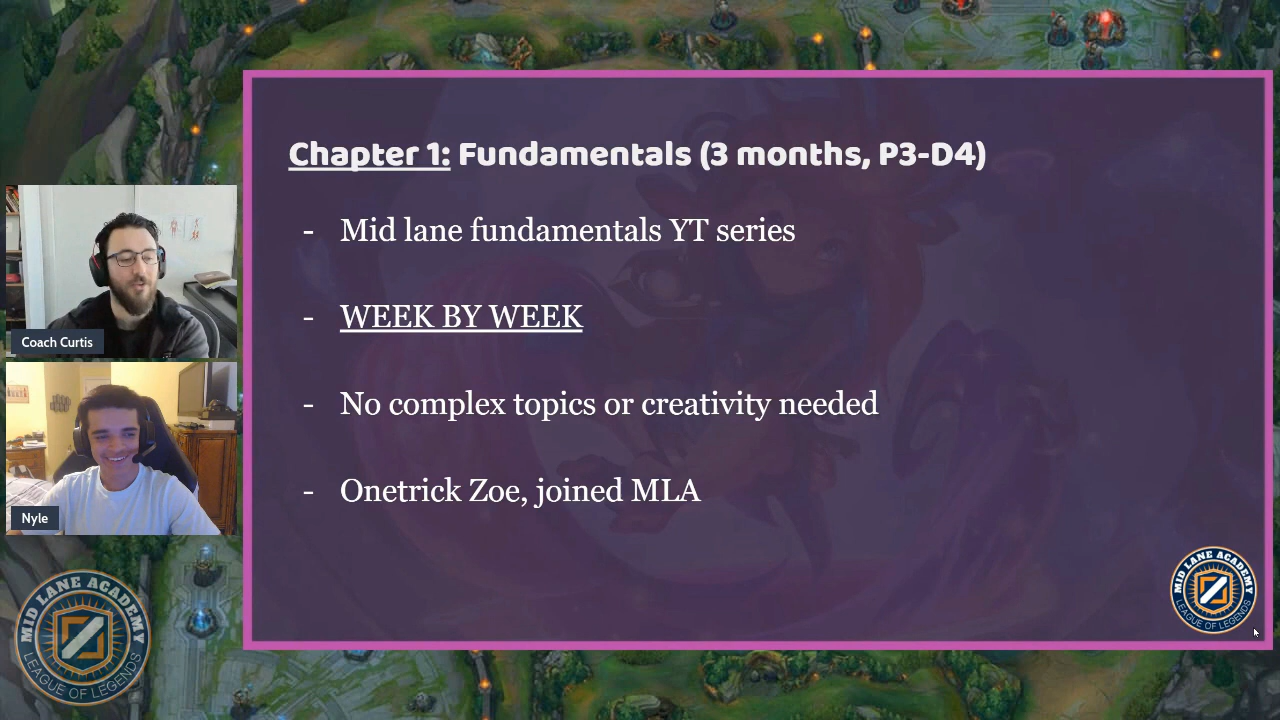 Chapter 1: Fundamentals (3 months, P3-D4)
- Mid lane fundamentals YT series
- WEEK BY WEEK
- No complex topics or creativity needed
- Onetrick Zoe, joined MLA
Coach Curtis
Nyle
MID LANE ACADEMY
LEAGUE OF LEGENDS
MID LANE ACADEMY
LEAGUE OF LEGENDS